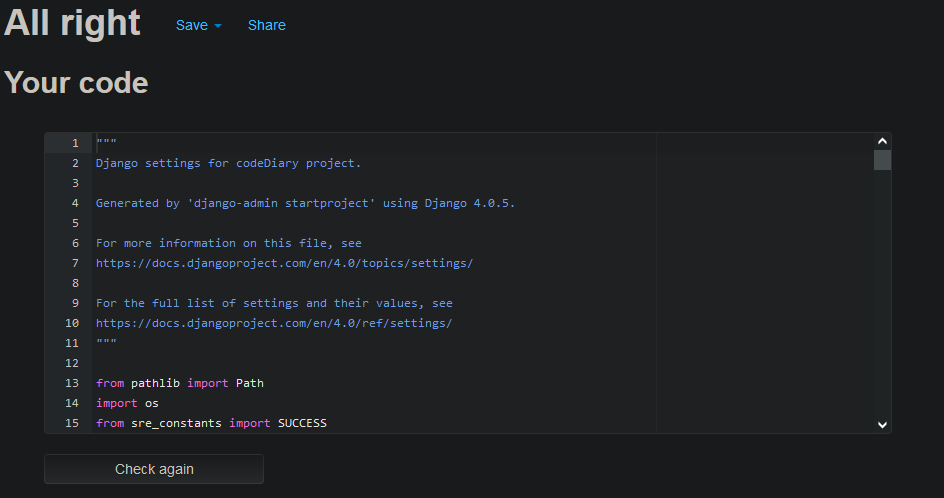 All right Save Share
Your code
1 """
2 Django settings for codeDiary project.
3
4 Generated by 'django-admin startproject' using Django 4.0.5.
5
6 For more information on this file, see
7 https://docs.djangoproject.com/en/4.0/topics/settings/
8
9 For the full list of settings and their values, see
10 https://docs.djangoproject.com/en/4.0/ref/settings/
11 """
12
13 from pathlib import Path
14 import os
15 from sre_constants import SUCCESS
Check again